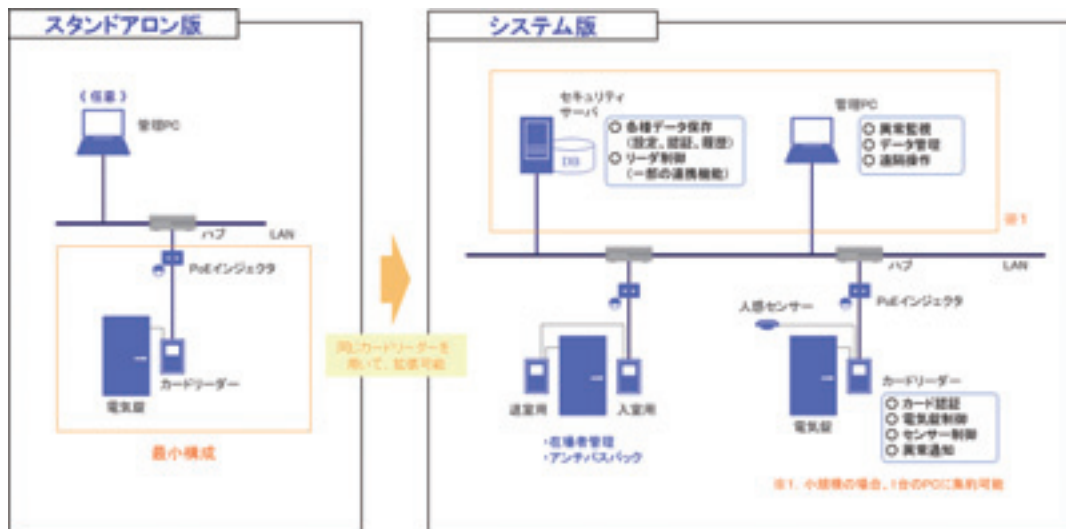 スタンドアロン版
(任意)
管理PC
ハブ
LAN
PoEインジェクタ
カードリーダー
電気錠
最小構成
同じカードリーダーを
用いて、拡張可能
システム版
セキュリティ
サーバ
DB
○ 各種データ保存
(設定、認証、履歴)
○ リーダ制御
(一部の連携機能)
管理PC
○ 異常監視
○ データ管理
○ 遠隔操作
※1
ハブ
ハブ
LAN
PoEインジェクタ
人感センサー
退室用
入室用
・在場者管理
・アンチパスバック
電気錠
カードリーダー
○ カード認証
○ 電気錠制御
○ センサー制御
○ 異常通知
※1. 小規模の場合、1台のPCに集約可能